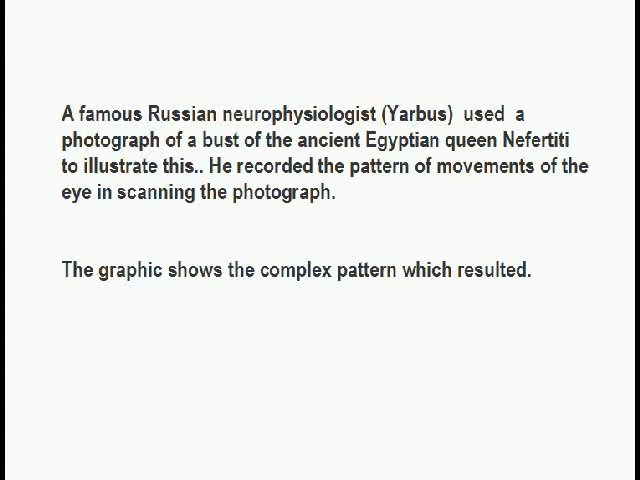 A famous Russian neurophysiologist (Yarbus)  used  a
photograph of a bust of the ancient Egyptian queen Nefertiti
to illustrate this.. He recorded the pattern of movements of the
eye in scanning the photograph.
The graphic shows the complex pattern which resulted.